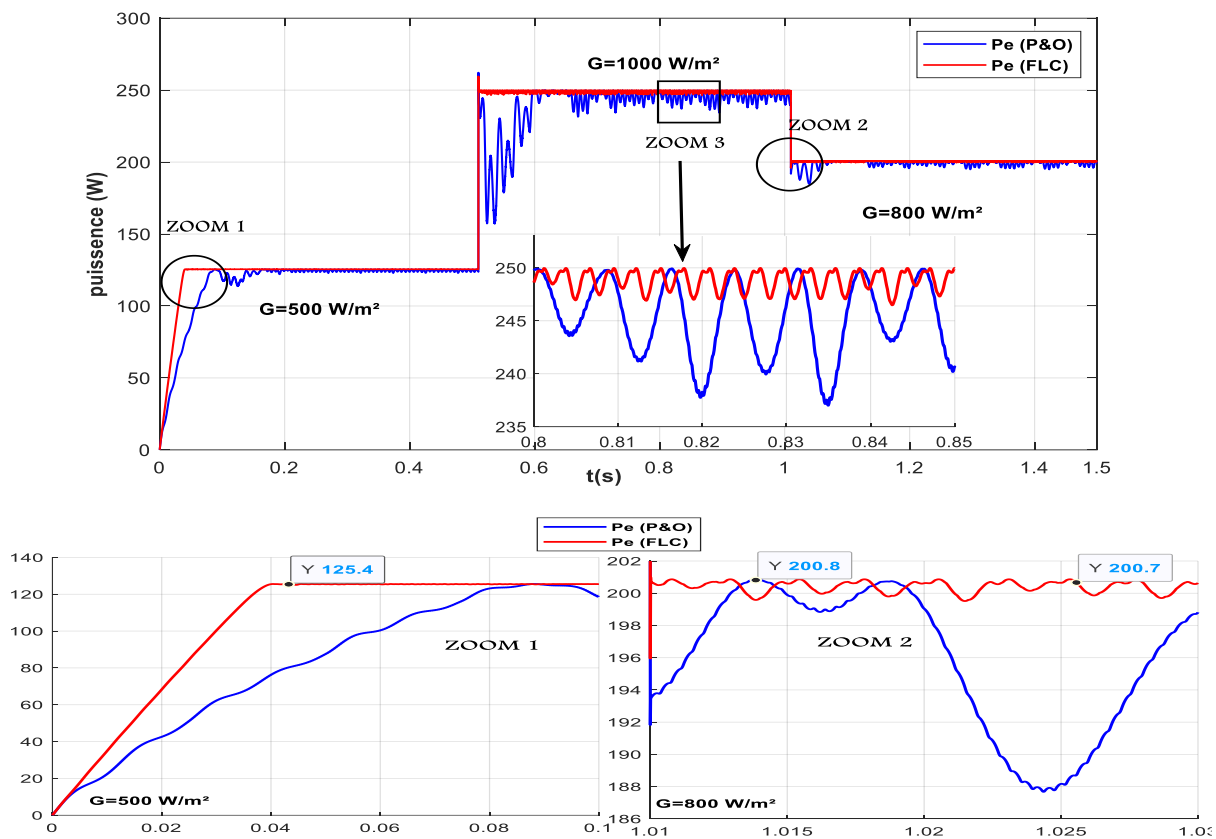 300
250
200
150
100
50
0
puissence (W)
Pe (P&O)
Pe (FLC)
G=1000 W/m²
ZOOM 3
ZOOM 2
ZOOM 1
G=500 W/m²
G=800 W/m²
250
245
240
235
0.8 0.81 0.82 0.83 0.84 0.85
0 0.2 0.4 0.6 0.8 1 1.2 1.4 1.5
t(s)
Pe (P&O)
Pe (FLC)
140
120
100
80
60
40
20
0
Y 125.4
ZOOM 1
G=500 W/m²
0 0.02 0.04 0.06 0.08 0.1
202
200
198
196
194
192
190
188
186
Y 200.8
Y 200.7
ZOOM 2
G=800 W/m²
1.01 1.015 1.02 1.025